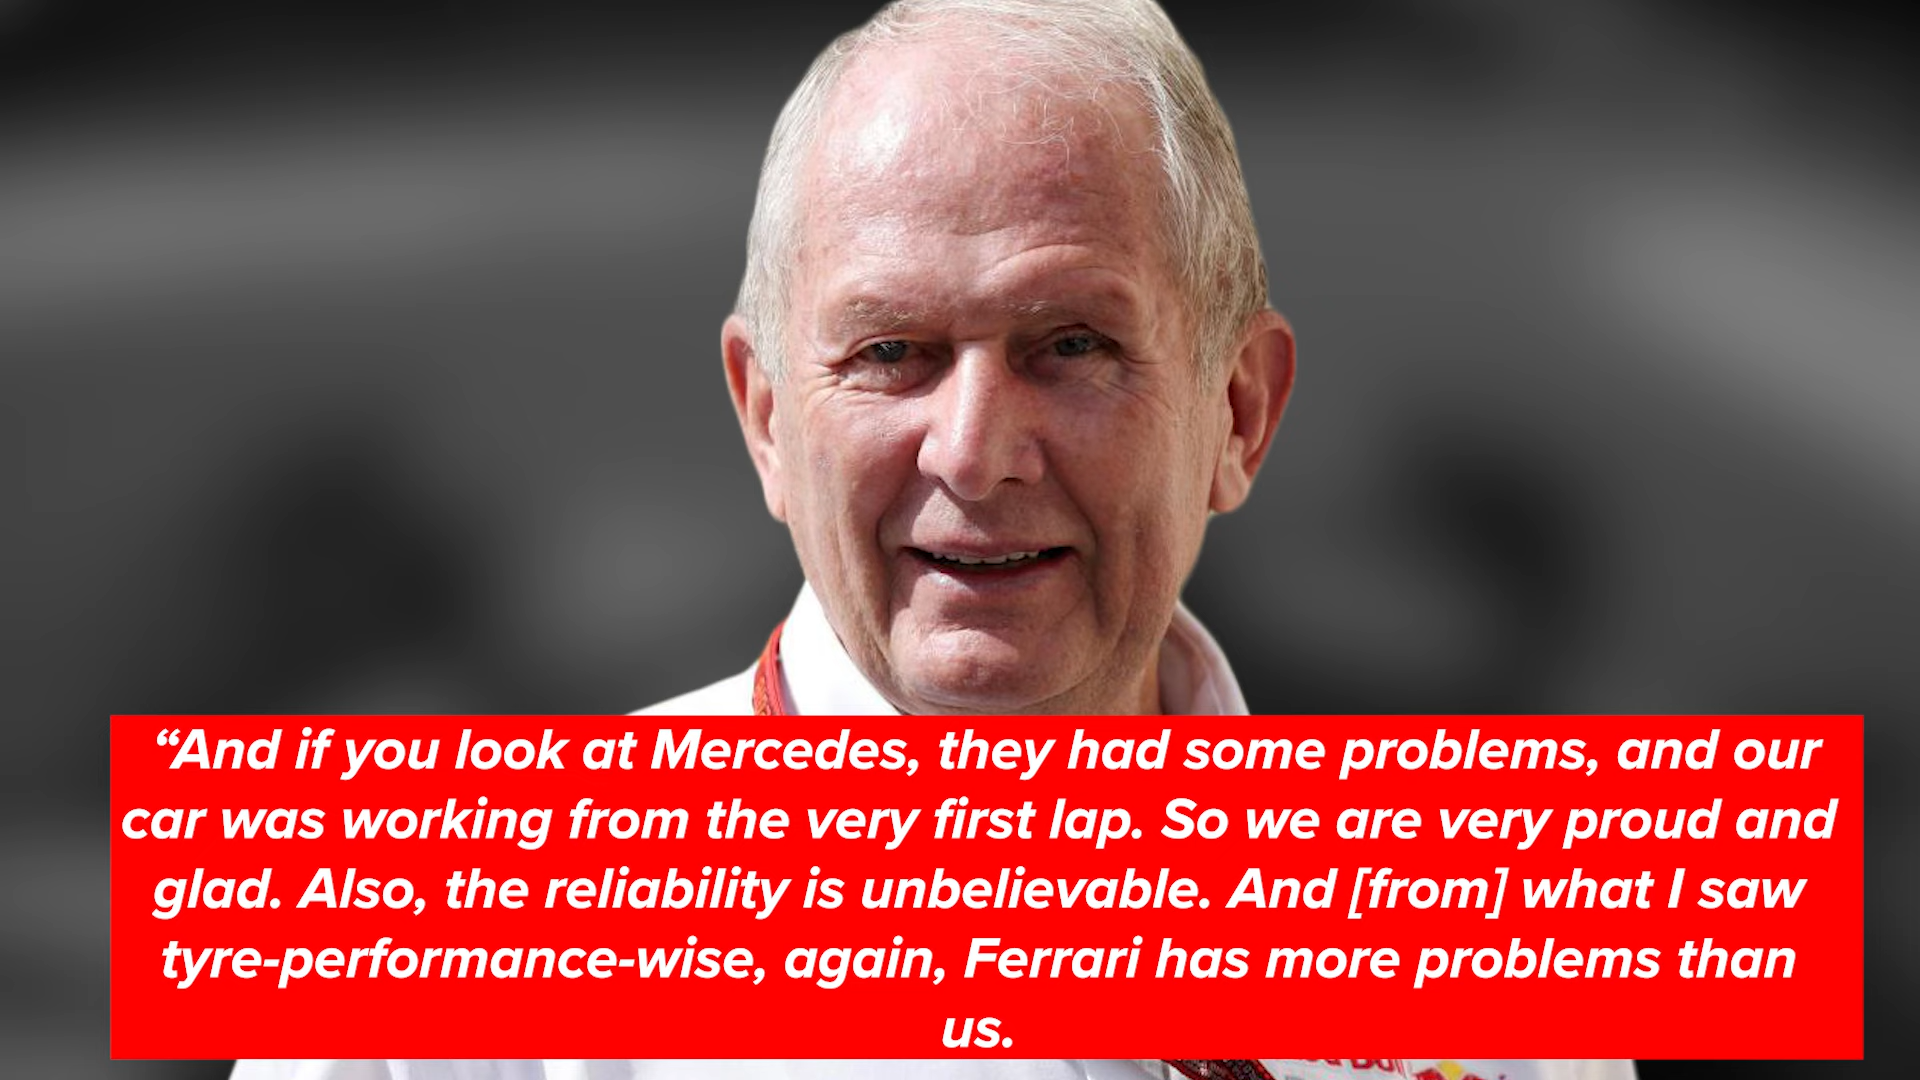 “And if you look at Mercedes, they had some problems, and our
car was working from the very first lap. So we are very proud and
glad. Also, the reliability is unbelievable. And [from] what I saw
tyre-performance-wise, again, Ferrari has more problems than
us.